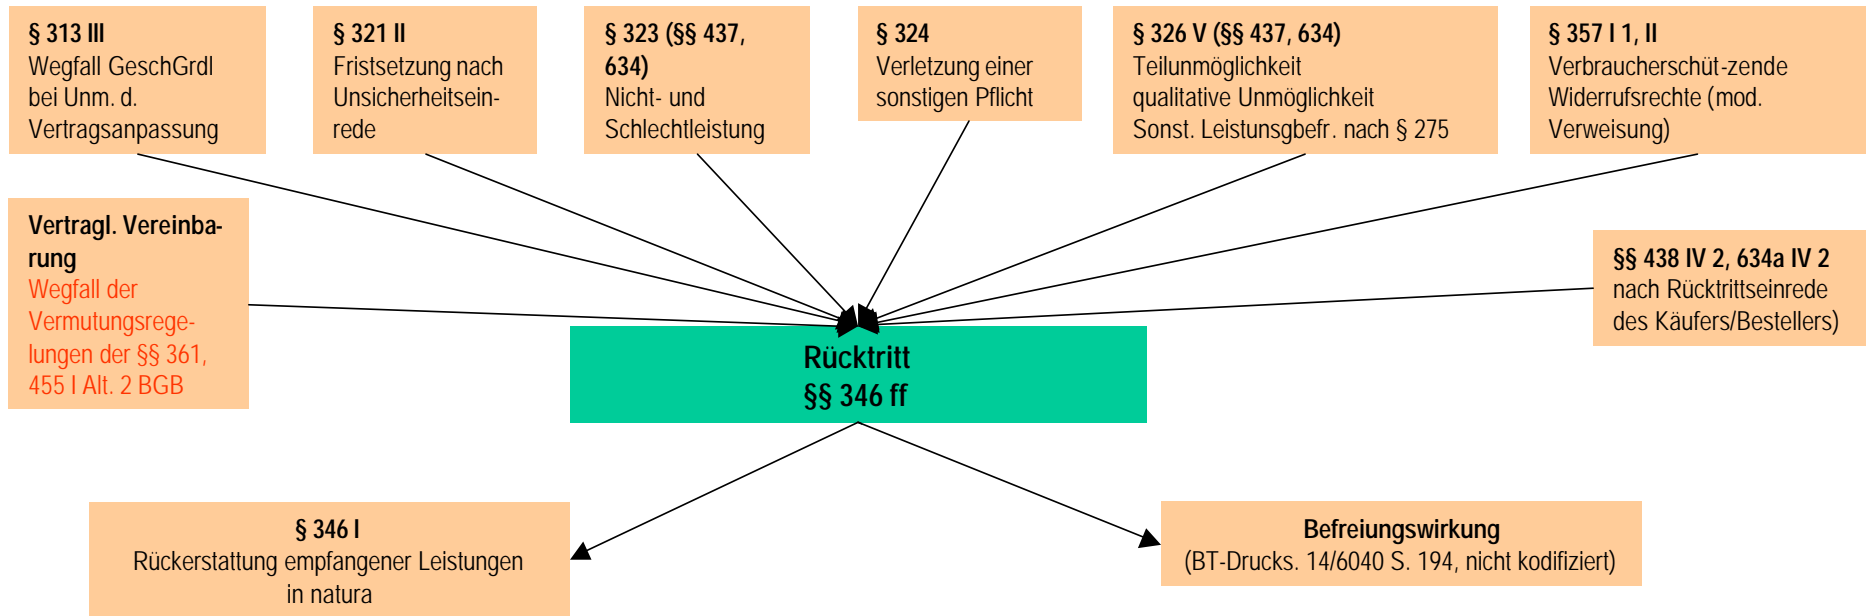 § 313 III
Wegfall GeschGrdl
bei Unm. d.
Vertragsanpassung
§ 321 II
Fristsetzung nach
Unsicherheitsein-
rede
§ 323 (§§ 437,
634)
Nicht- und
Schlechtleistung
§ 324
Verletzung einer
sonstigen Pflicht
§ 326 V (§§ 437, 634)
Teilunmöglichkeit
qualitative Unmöglichkeit
Sonst. Leistunsgbefr. nach § 275
§ 357 I 1, II
Verbraucherschüt-zende
Widerrufsrechte (mod.
Verweisung)
Vertragl. Vereinba-
rung
Wegfall der
Vermutungsrege-
lungen der §§ 361,
455 I Alt. 2 BGB
§§ 438 IV 2, 634a IV 2
nach Rücktrittseinrede
des Käufers/Bestellers)
Rücktritt
§§ 346 ff
§ 346 I
Rückerstattung empfangener Leistungen
in natura
Befreiungswirkung
(BT-Drucks. 14/6040 S. 194, nicht kodifiziert)